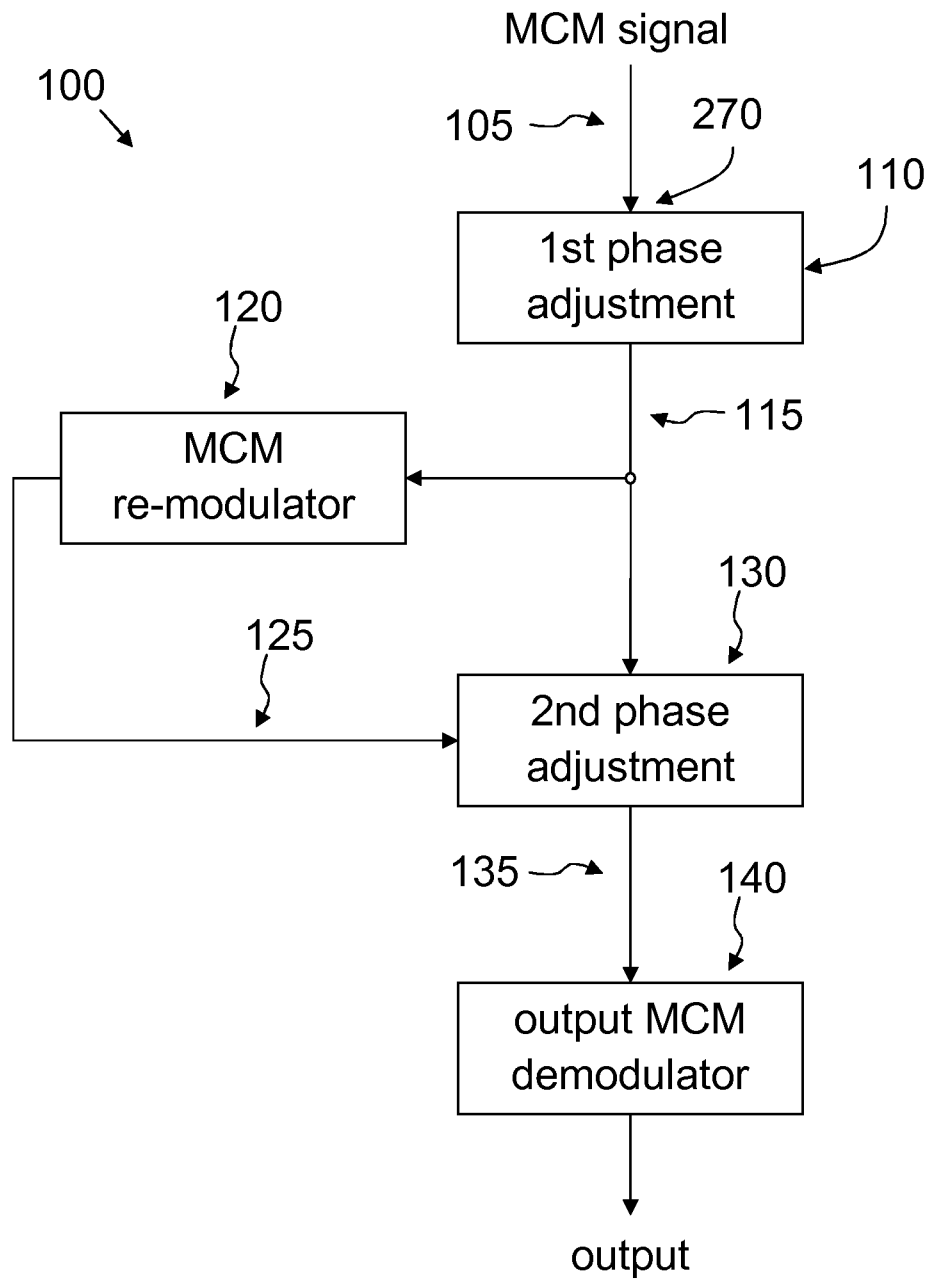 MCM signal
100
105
270
110
1st phase
adjustment
120
115
MCM
re-modulator
130
125
2nd phase
adjustment
135
140
output MCM
demodulator
output